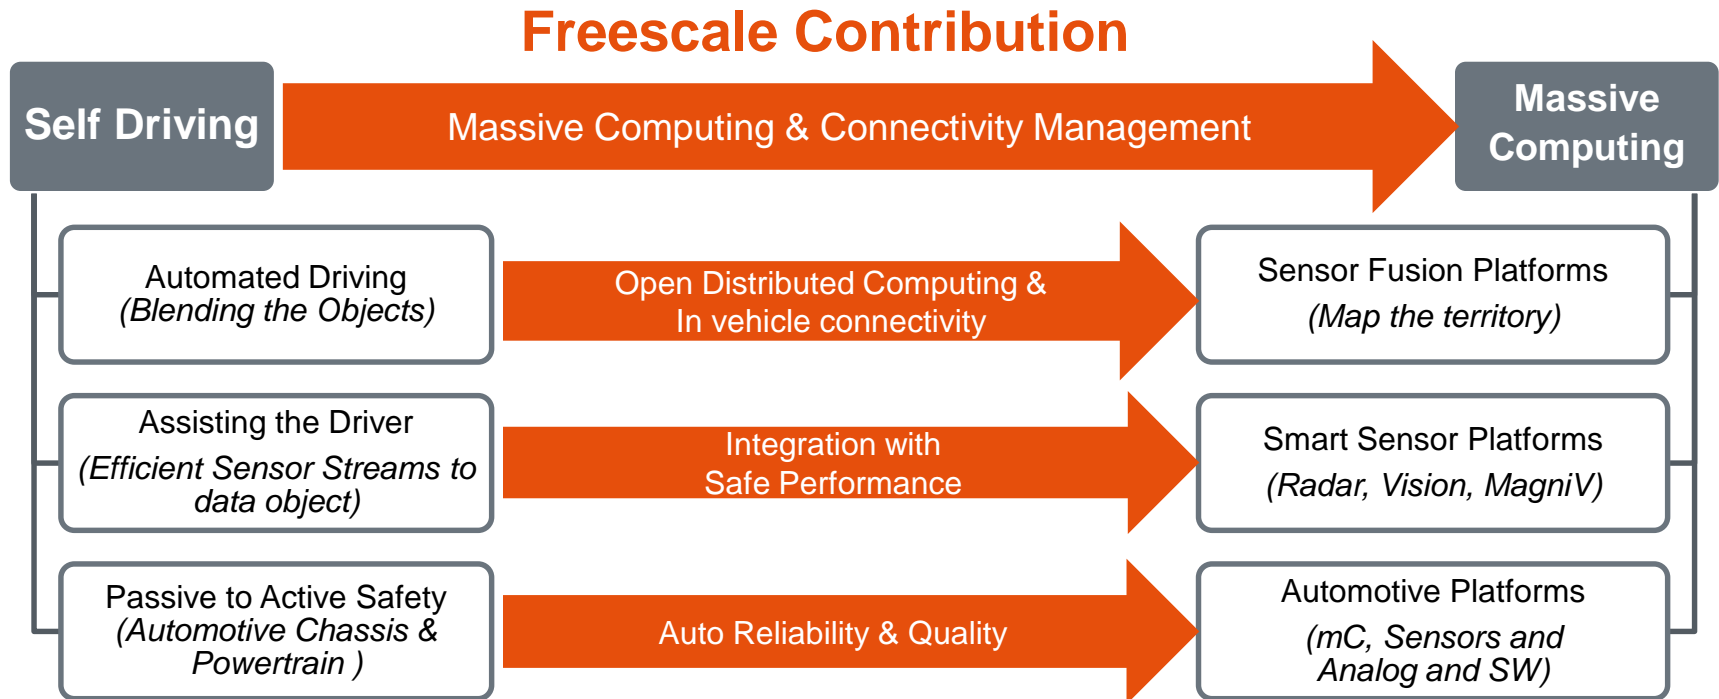 Freescale Contribution
Self Driving
Massive Computing & Connectivity Management
Massive
Computing
Automated Driving
(Blending the Objects)
Open Distributed Computing &
In vehicle connectivity
Sensor Fusion Platforms
(Map the territory)
Assisting the Driver
(Efficient Sensor Streams to
data object)
Integration with
Safe Performance
Smart Sensor Platforms
(Radar, Vision, MagniV)
Passive to Active Safety
(Automotive Chassis &
Powertrain )
Auto Reliability & Quality
Automotive Platforms
(mC, Sensors and
Analog and SW)